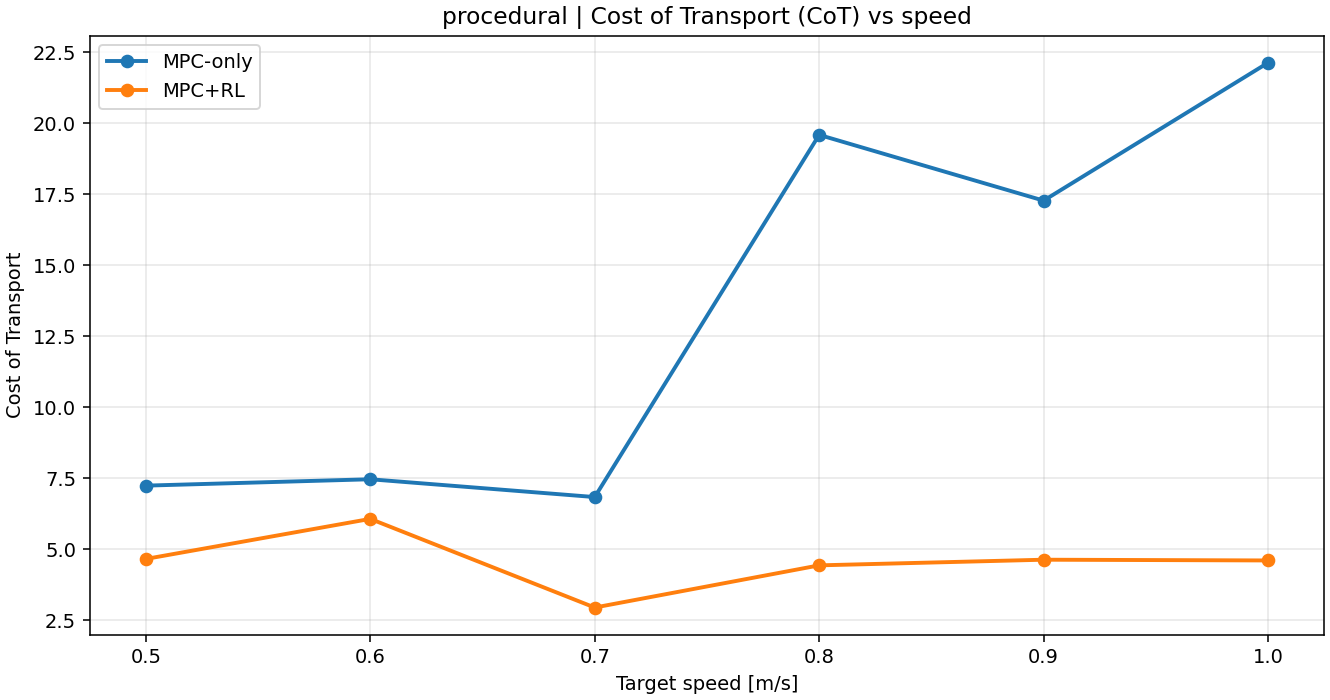 procedural | Cost of Transport (CoT) vs speed
MPC-only
MPC+RL
Cost of Transport
22.5
20.0
17.5
15.0
12.5
10.0
7.5
5.0
2.5
0.5 0.6 0.7 0.8 0.9 1.0
Target speed [m/s]